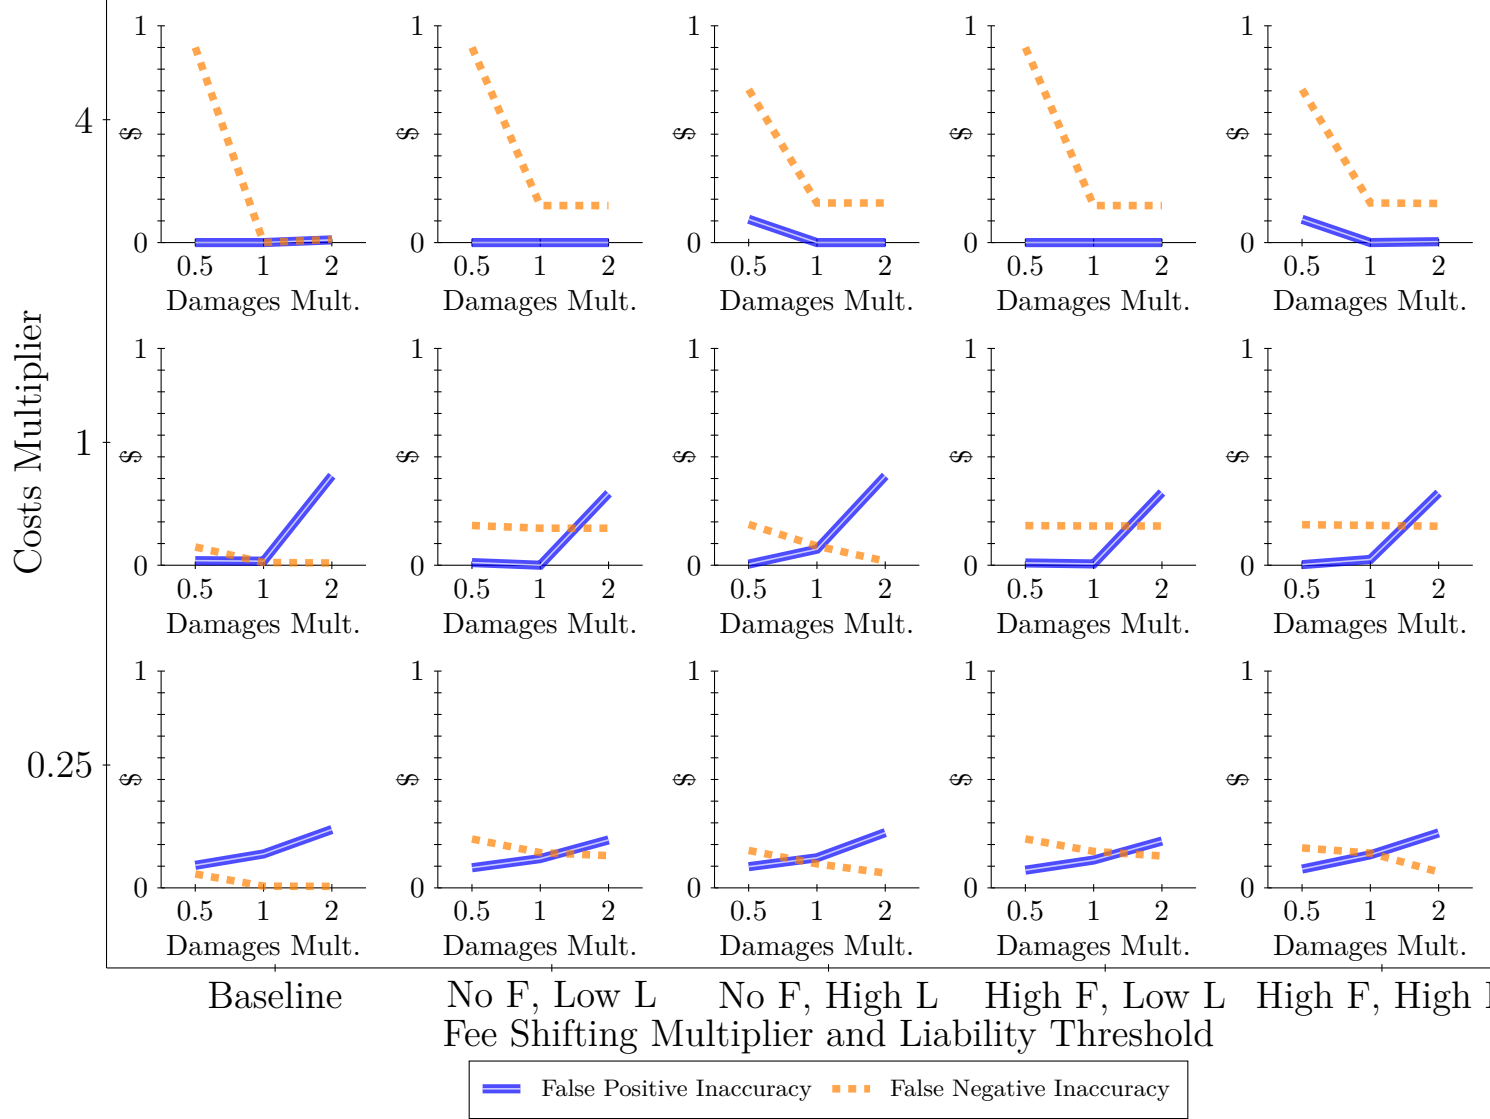 1 1 1 1 1
4 $ $ $ $ $
0 0 0 0 0
0.5 1 2 0.5 1 2 0.5 1 2 0.5 1 2 0.5 1 2
Damages Mult. Damages Mult. Damages Mult. Damages Mult. Damages Mult.
Costs Multiplier
1 1 1 1 1
1 $ $ $ $ $
0 0 0 0 0
0.5 1 2 0.5 1 2 0.5 1 2 0.5 1 2 0.5 1 2
Damages Mult. Damages Mult. Damages Mult. Damages Mult. Damages Mult.
1 1 1 1 1
0.25 $ $ $ $ $
0 0 0 0 0
0.5 1 2 0.5 1 2 0.5 1 2 0.5 1 2 0.5 1 2
Damages Mult. Damages Mult. Damages Mult. Damages Mult. Damages Mult.
Baseline No F, Low L No F, High L High F, Low L High F, High
Fee Shifting Multiplier and Liability Threshold
False Positive Inaccuracy False Negative Inaccuracy